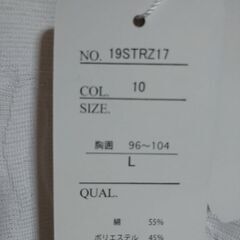 NO. 19STRZ17
COL. 10
SIZE.
胸囲 96～104
L
QUAL.
綿 55%
ポリエステル 45%